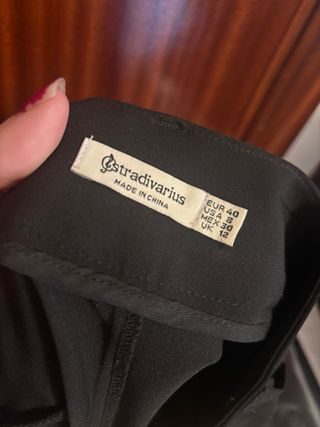 stradivarius
MADE IN CHINA
EUR 40
USA 8
MEX 30
UK 12